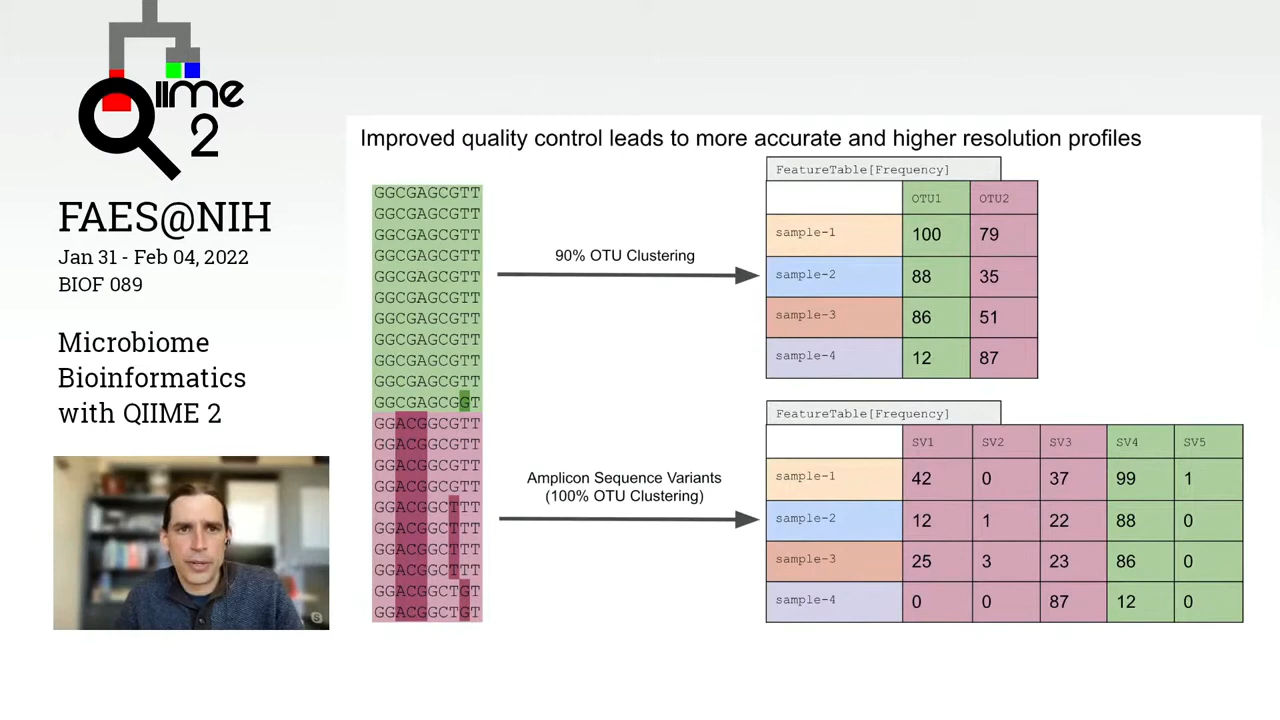 QIIME
2
FAES@NIH
Jan 31 - Feb 04, 2022
BIOF 089
Microbiome
Bioinformatics
with QIIME 2
Improved quality control leads to more accurate and higher resolution profiles
GGCGAGCGTT
GGCGAGCGTT
GGCGAGCGTT
GGCGAGCGTT
GGCGAGCGTT
GGCGAGCGTT
GGCGAGCGTT
GGCGAGCGTT
GGCGAGCGTT
GGCGAGCGTT
GGCGAGCGGT
GGACGGCGTT
GGACGGCGTT
GGACGGCGTT
GGACGGCGTT
GGACGGCTTT
GGACGGCTTT
GGACGGCTTT
GGACGGCTTT
GGACGGCTGT
GGACGGCTGT
90% OTU Clustering
FeatureTable[Frequency]
OTU1 OTU2
sample-1 100 79
sample-2 88 35
sample-3 86 51
sample-4 12 87
Amplicon Sequence Variants
(100% OTU Clustering)
FeatureTable[Frequency]
SV1 SV2 SV3 SV4 SV5
sample-1 42 0 37 99 1
sample-2 12 1 22 88 0
sample-3 25 3 23 86 0
sample-4 0 0 87 12 0